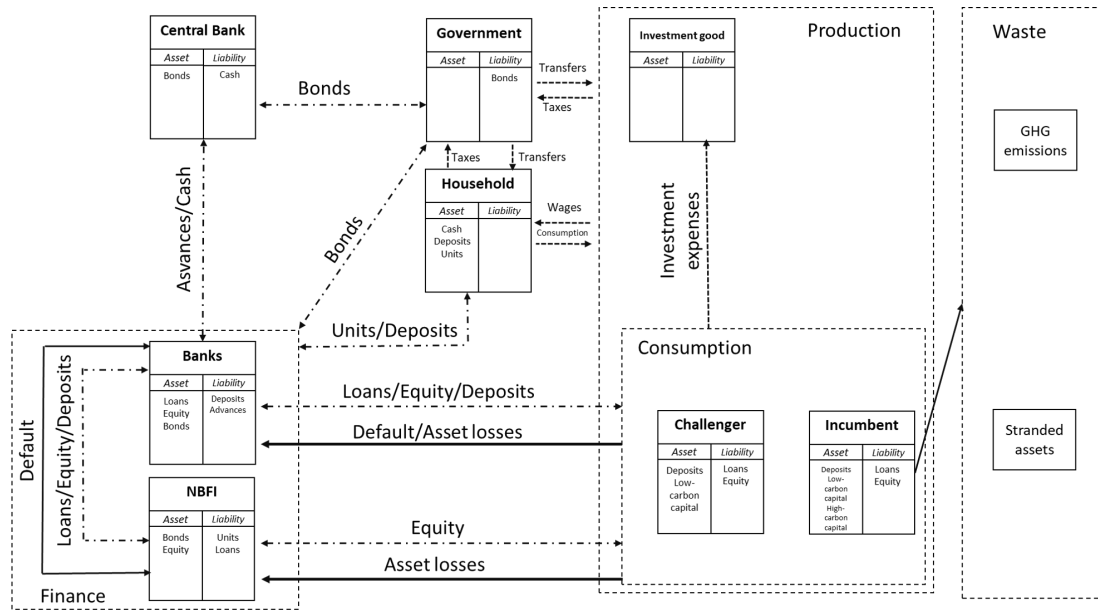 Central Bank
Asset Liability
Bonds Cash
Bonds
Government
Asset Liability
Bonds
Transfers
Taxes
Investment good
Asset Liability
Production
Waste
GHG
emissions
Stranded
assets
Taxes
Transfers
Household
Asset Liability
Cash
Deposits
Units
Wages
Consumption
Asvances/Cash
Bonds
Units/Deposits
Investment
expenses
Banks
Asset Liability
Loans Deposits
Equity Advances
Bonds
Default
Loans/Equity/Deposits
Loans/Equity/Deposits
Default/Asset losses
NBFI
Asset Liability
Bonds Units
Equity Loans
Finance
Equity
Asset losses
Consumption
Challenger
Asset Liability
Deposits Loans
Low- Equity
carbon
capital
Incumbent
Asset Liability
Deposits Loans
Low- Equity
carbon
capital
High-
carbon
capital